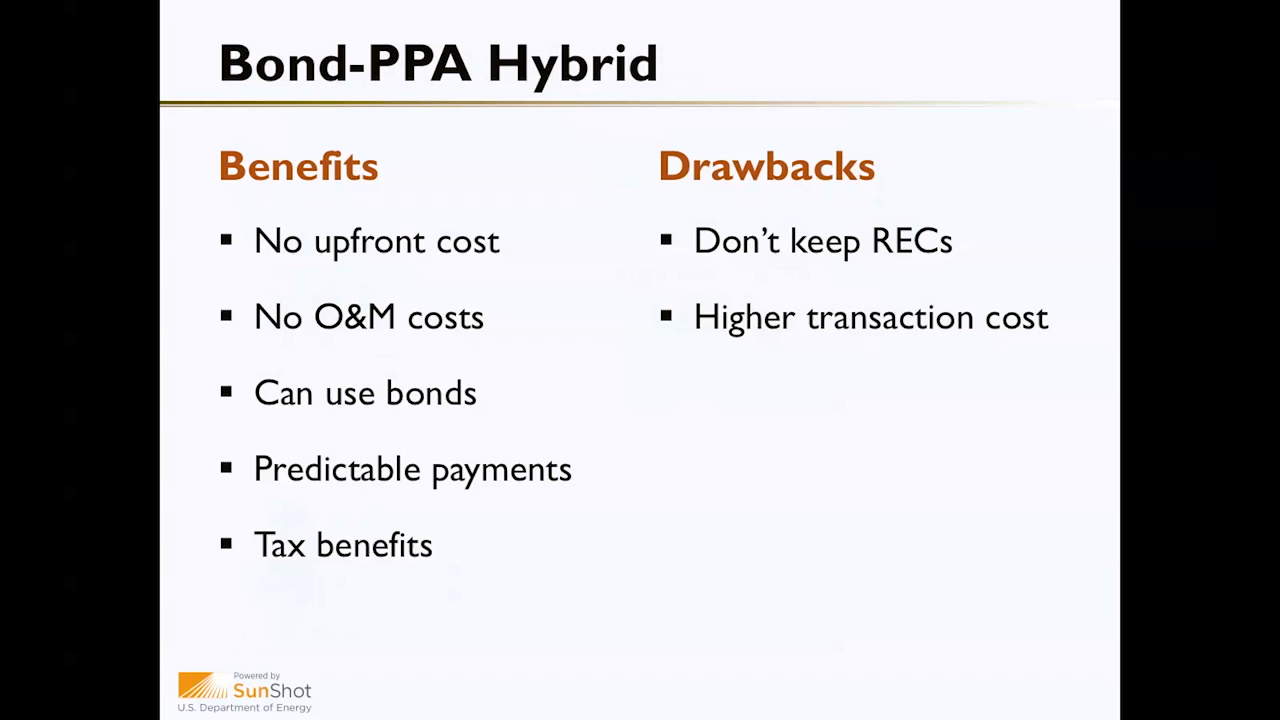 Bond-PPA Hybrid
Benefits
▪ No upfront cost
▪ No O&M costs
▪ Can use bonds
▪ Predictable payments
▪ Tax benefits
Drawbacks
▪ Don’t keep RECs
▪ Higher transaction cost
Powered by
SunShot
U.S. Department of Energy